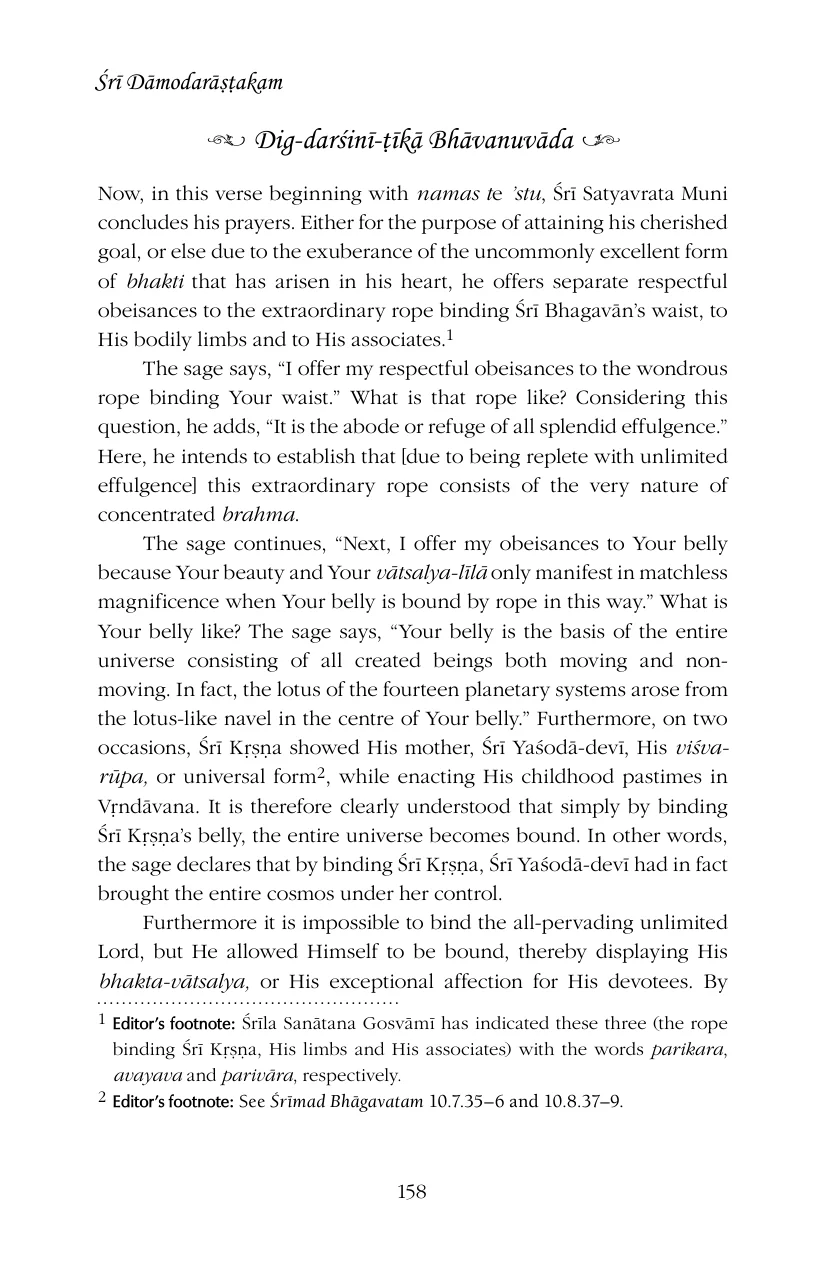 Śrī Dāmodarāṣṭakam
Dig-darśinī-ṭīkā Bhāvanuvāda
Now, in this verse beginning with namas te ’stu, Śrī Satyavrata Muni
concludes his prayers. Either for the purpose of attaining his cherished
goal, or else due to the exuberance of the uncommonly excellent form
of bhakti that has arisen in his heart, he offers separate respectful
obeisances to the extraordinary rope binding Śrī Bhagavān’s waist, to
His bodily limbs and to His associates.1
The sage says, “I offer my respectful obeisances to the wondrous
rope binding Your waist.” What is that rope like? Considering this
question, he adds, “It is the abode or refuge of all splendid effulgence.”
Here, he intends to establish that [due to being replete with unlimited
effulgence] this extraordinary rope consists of the very nature of
concentrated brahma.
The sage continues, “Next, I offer my obeisances to Your belly
because Your beauty and Your vātsalya-līlā only manifest in matchless
magnificence when Your belly is bound by rope in this way.” What is
Your belly like? The sage says, “Your belly is the basis of the entire
universe consisting of all created beings both moving and non-
moving. In fact, the lotus of the fourteen planetary systems arose from
the lotus-like navel in the centre of Your belly.” Furthermore, on two
occasions, Śrī Kṛṣṇa showed His mother, Śrī Yaśodā-devī, His viśva-
rūpa, or universal form2, while enacting His childhood pastimes in
Vṛndāvana. It is therefore clearly understood that simply by binding
Śrī Kṛṣṇa’s belly, the entire universe becomes bound. In other words,
the sage declares that by binding Śrī Kṛṣṇa, Śrī Yaśodā-devī had in fact
brought the entire cosmos under her control.
Furthermore it is impossible to bind the all-pervading unlimited
Lord, but He allowed Himself to be bound, thereby displaying His
bhakta-vātsalya, or His exceptional affection for His devotees. By
1 Editor’s footnote: Śrīla Sanātana Gosvāmī has indicated these three (the rope
binding Śrī Kṛṣṇa, His limbs and His associates) with the words parikara,
avayava and parivāra, respectively.
2 Editor’s footnote: See Śrīmad Bhāgavatam 10.7.35–6 and 10.8.37–9.
158